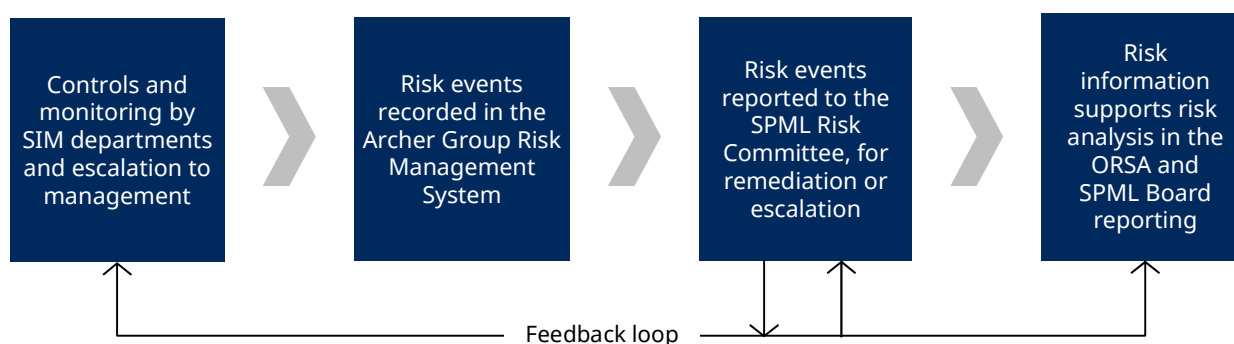 Controls and
monitoring by
SIM departments
and escalation to
management
Risk events
recorded in the
Archer Group Risk
Management
System
Risk events
reported to the
SPML Risk
Committee, for
remediation or
escalation
Risk
information
supports risk
analysis in the
ORSA and
SPML Board
reporting
Feedback loop